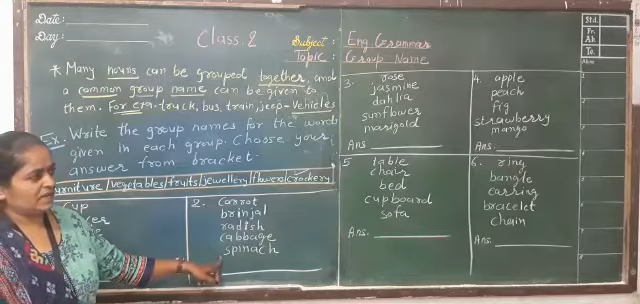 Date:
Day:
Class. 2
Subject : Eng. Grammar
Topic : Group Name
* Many nouns can be grouped together, and
a common group name can be given to
them. For e.g - truck, bus, train, jeep - Vehicles
Ex. Write the group names for the words
given in each group. Choose your
answer from bracket.
furniture / vegetables / fruits / jewellery / flowers / crockery
cup
2. Carrot
brinjal
radish
cabbage
spinach
3. rose
jasmine
dahlia
sunflower
marigold
Ans
4. apple
peach
fig
strawberry
mango
Ans.
5 table
chair
bed
cupboard
sofa
Ans.
6. ring
bangle
earring
bracelet
chain
Ans.
Std.
Pr.
Ab.
To.